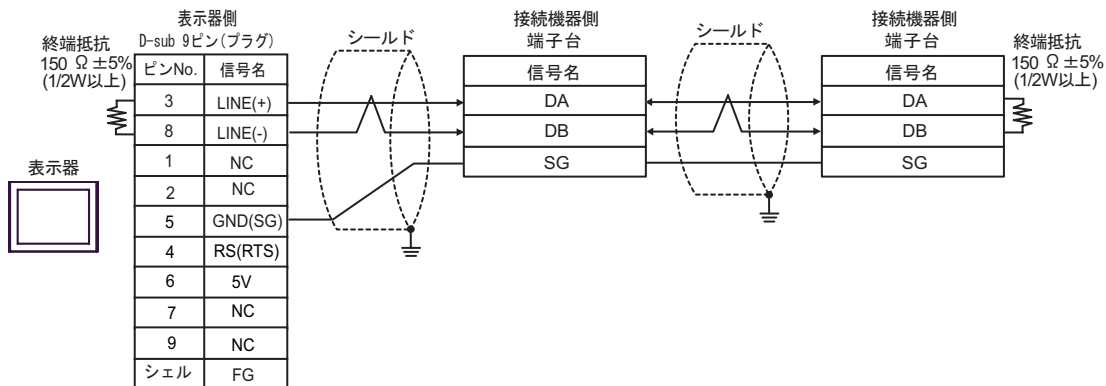 表示器側
D-sub 9ピン(プラグ)
終端抵抗
150 Ω ±5%
(1/2W以上)
ピンNo. 信号名
3 LINE(+)
8 LINE(-)
1 NC
2 NC
5 GND(SG)
4 RS(RTS)
6 5V
7 NC
9 NC
シェル FG
表示器
シールド
接続機器側
端子台
信号名
DA
DB
SG
シールド
接続機器側
端子台
信号名
DA
DB
SG
終端抵抗
150 Ω ±5%
(1/2W以上)